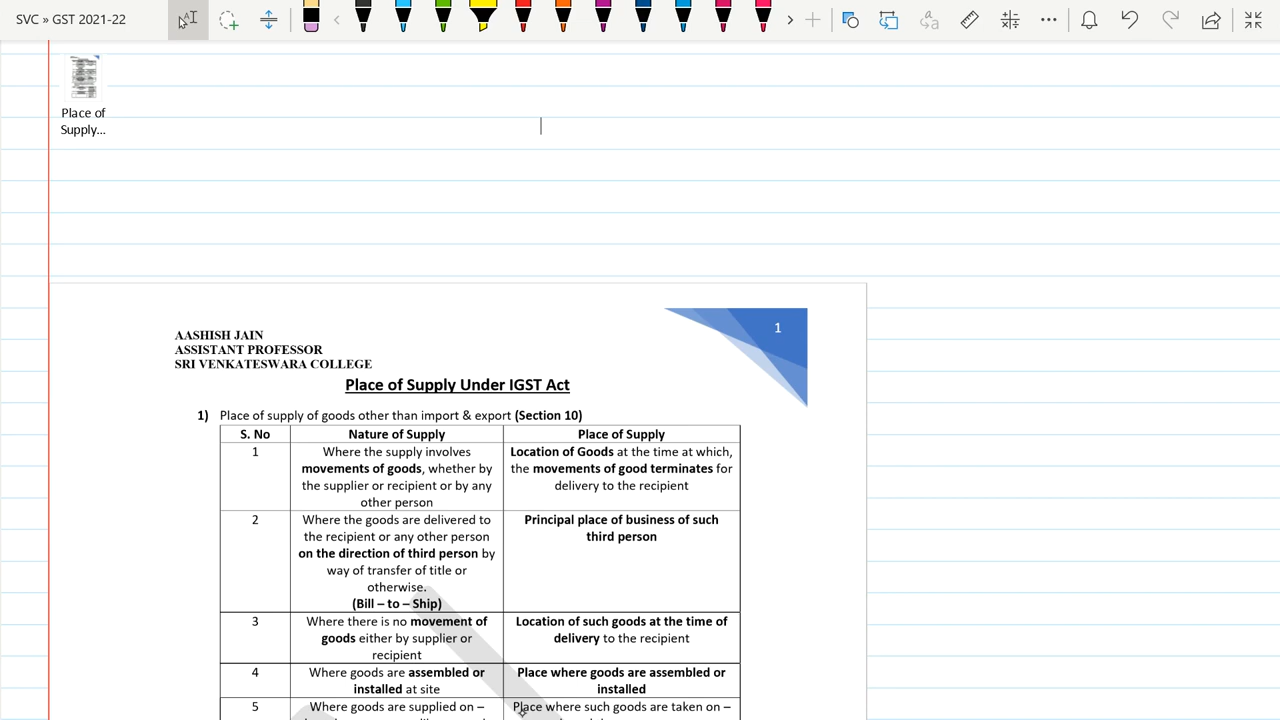 SVC » GST 2021-22
Place of
Supply...
1
AASHISH JAIN
ASSISTANT PROFESSOR
SRI VENKATESWARA COLLEGE
Place of Supply Under IGST Act
1) Place of supply of goods other than import & export (Section 10)
S. No Nature of Supply Place of Supply
1 Where the supply involves Location of Goods at the time at which,
movements of goods, whether by the movements of good terminates for
the supplier or recipient or by any delivery to the recipient
other person
2 Where the goods are delivered to Principal place of business of such
the recipient or any other person third person
on the direction of third person by
way of transfer of title or
otherwise.
(Bill – to – Ship)
3 Where there is no movement of Location of such goods at the time of
goods either by supplier or delivery to the recipient
recipient
4 Where goods are assembled or Place where goods are assembled or
installed at site installed
5 Where goods are supplied on – Place where such goods are taken on –